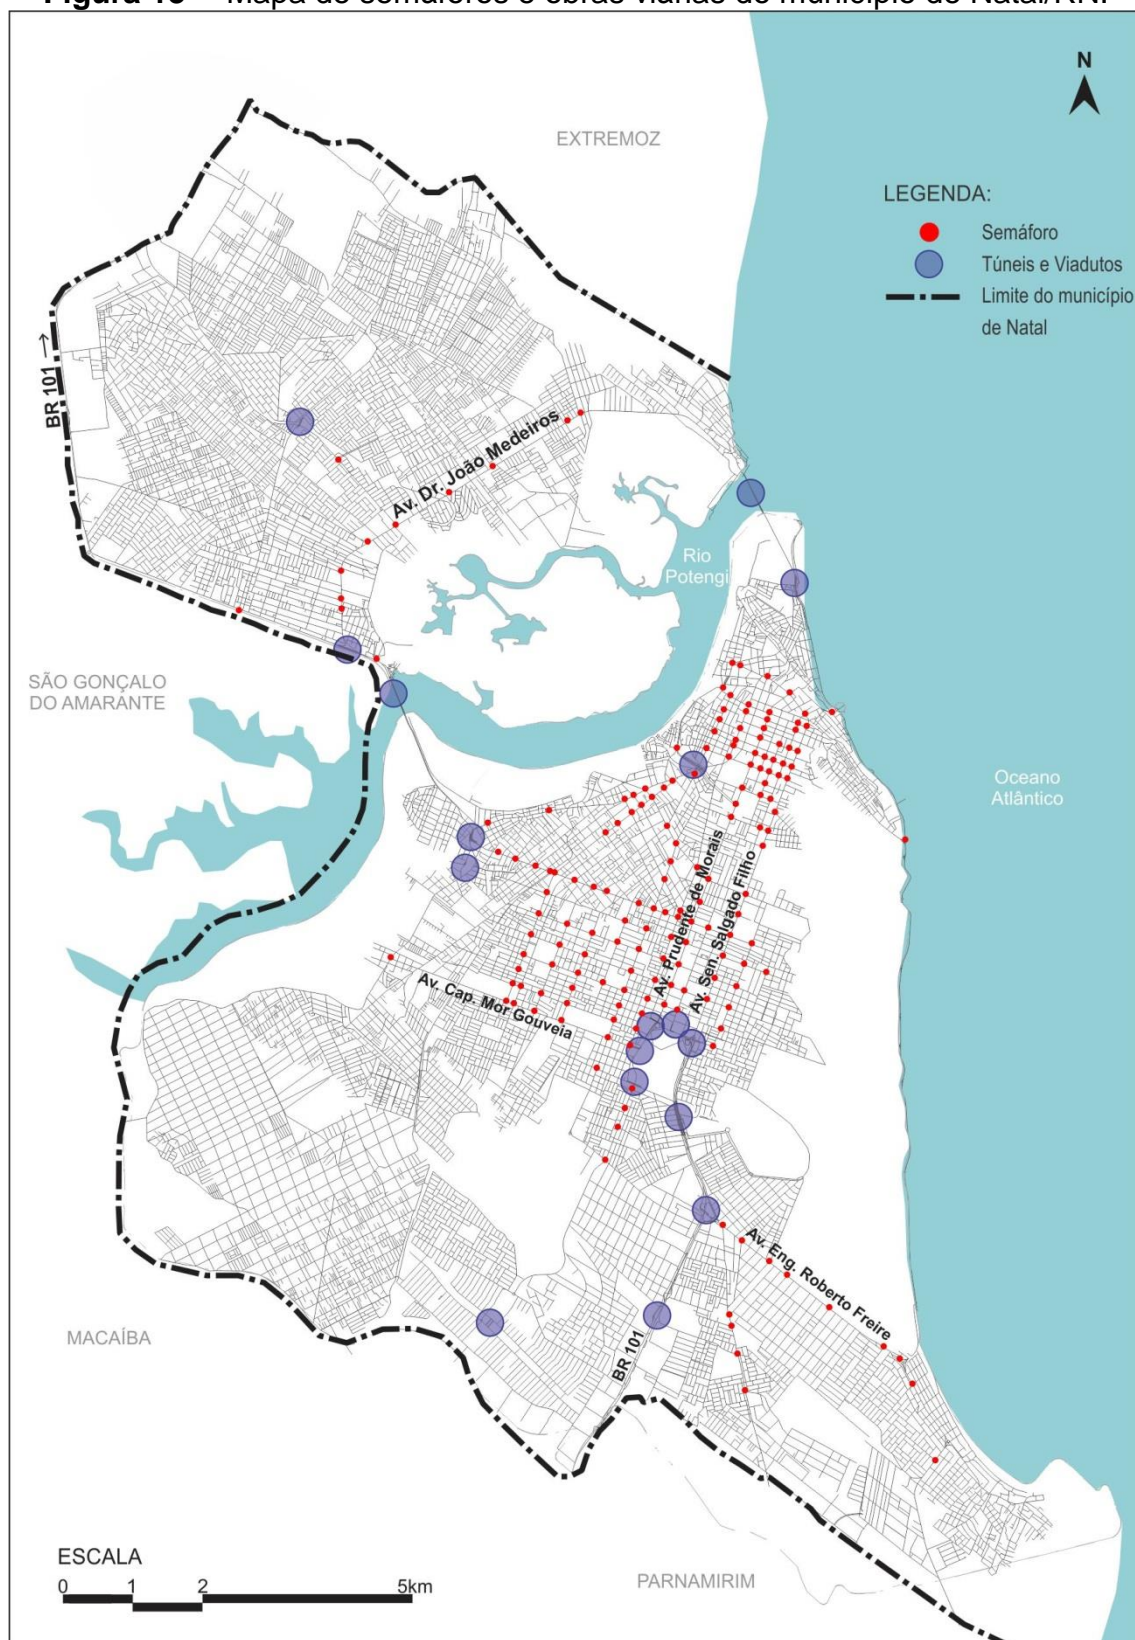 Figura 13 – Mapa de semáforos e obras viárias do município de Natal/RN.
N
EXTREMOZ
LEGENDA:
Semáforo
Túneis e Viadutos
Limite do município
de Natal
BR 101 →
Av. Dr. João Medeiros
Rio
Potengi
SÃO GONÇALO
DO AMARANTE
Oceano
Atlântico
Av. Prudente de Morais
Av. Sen. Salgado Filho
Av. Cap. Mor Gouveia
Av. Eng. Roberto Freire
MACAÍBA
BR 101
ESCALA
0 1 2 5km
PARNAMIRIM